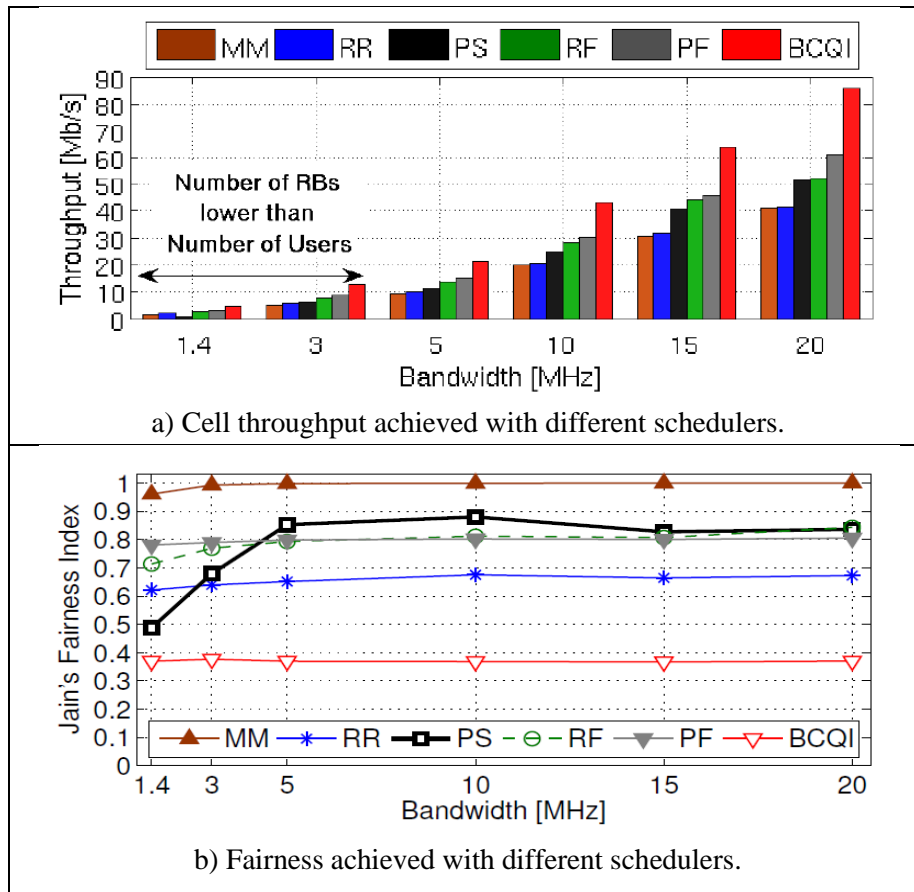 MM RR PS RF PF BCQI
90
80
70
60
50
40
30
20
10
0
Throughput [Mb/s]
Number of RBs
lower than
Number of Users
1.4 3 5 10 15 20
Bandwidth [MHz]
a) Cell throughput achieved with different schedulers.
1
0.9
0.8
0.7
0.6
0.5
0.4
0.3
0.2
0.1
0
Jain's Fairness Index
MM RR PS RF PF BCQI
1.4 3 5 10 15 20
Bandwidth [MHz]
b) Fairness achieved with different schedulers.